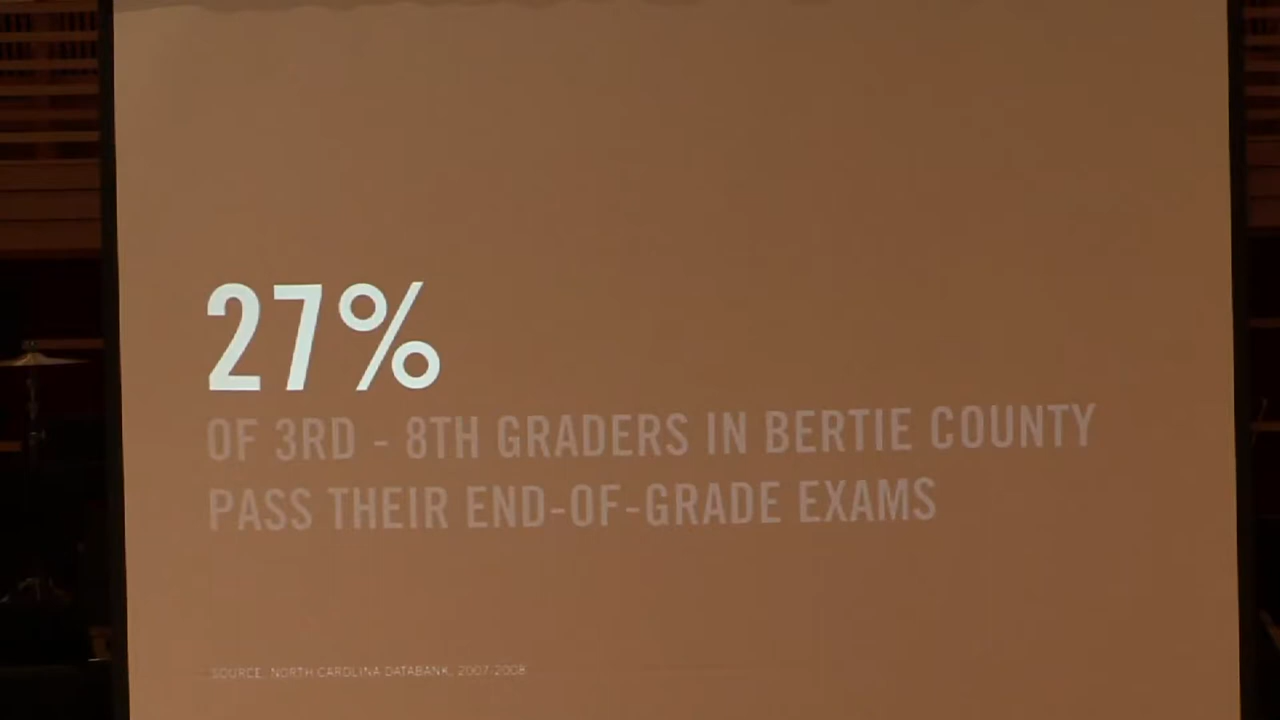 27%
OF 3RD - 8TH GRADERS IN BERTIE COUNTY
PASS THEIR END-OF-GRADE EXAMS
SOURCE: NORTH CAROLINA DATABANK, 2007-2008